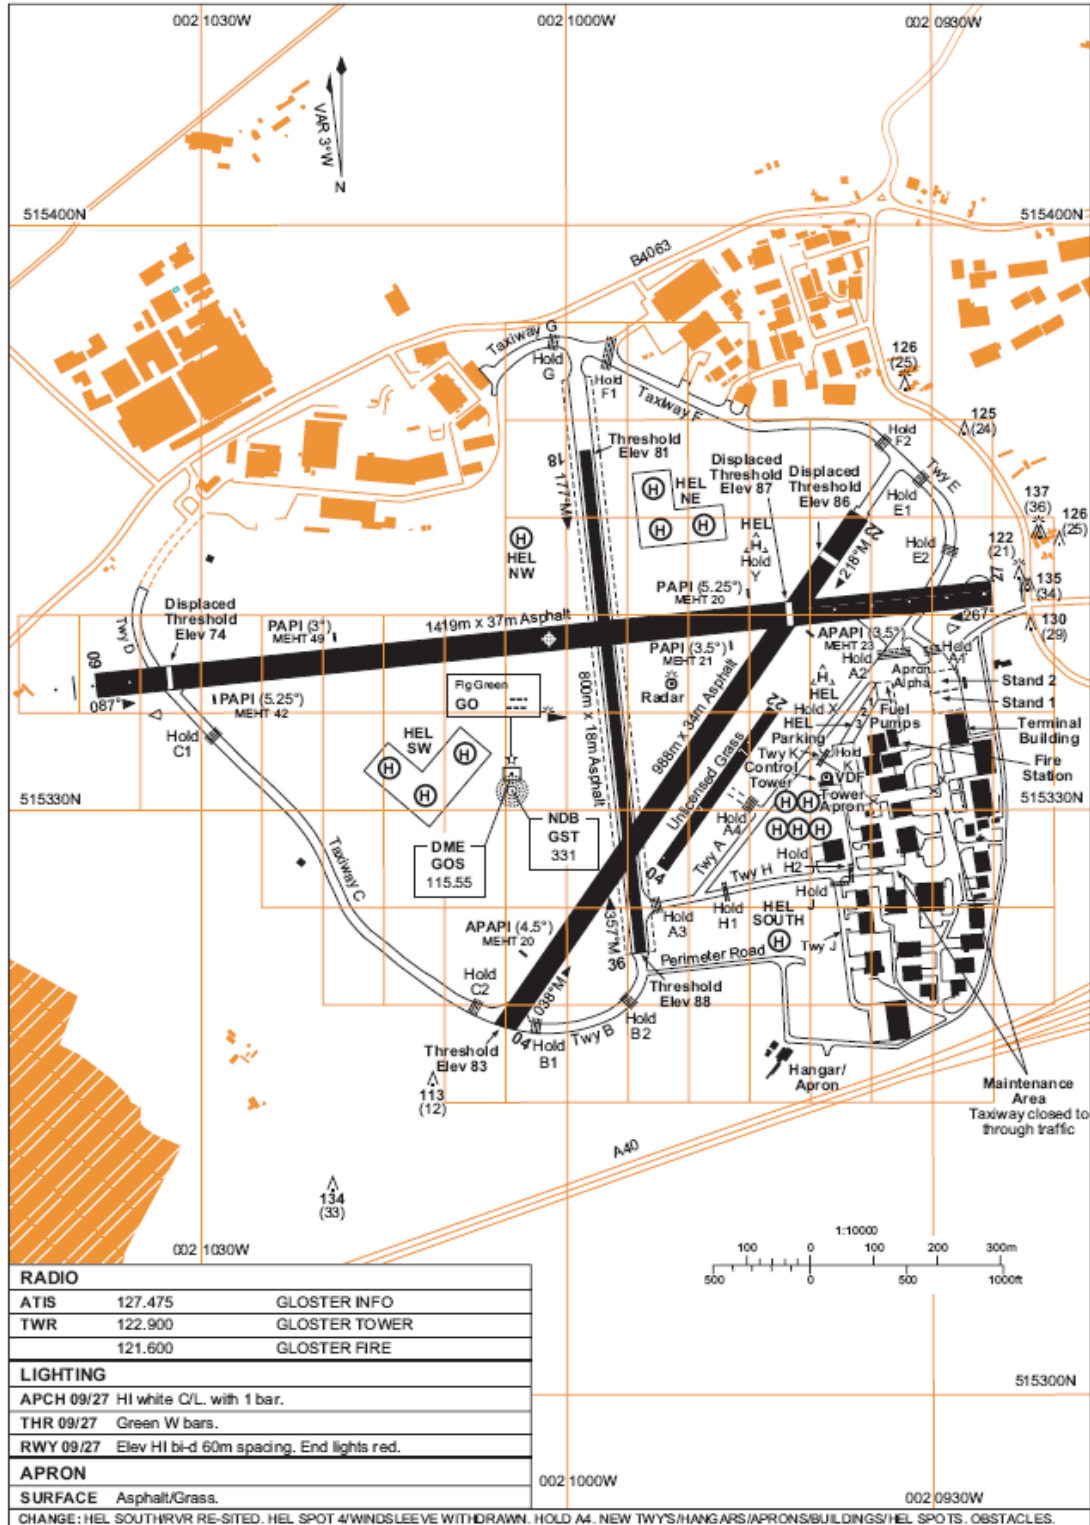 002 1030W
002 1000W
002 0930W
VAR 3°W
N
515400N
515400N
B4063
Taxiway G
Hold
G
Hold
F1
Taxiway F
126
(25)
125
(24)
Hold
F2
Threshold
Elev 81
Displaced
Threshold
Elev 87
Displaced
Threshold
Elev 86
Twy E
18
177°M
HEL
NE
H
H
H
Hold
E1
137
(36)
126
(25)
H
HEL
NW
HEL
H
Hold
Y
22
218°M
Hold
E2
122
(21)
27
135
(34)
PAPI (5.25°)
MEHT 20
Displaced
Threshold
Elev 74
Twy D
PAPI (3°)
MEHT 49
1419m x 37m Asphalt
267°
130
(29)
APAPI (3.5°)
MEHT 23
PAPI (3.5°)
MEHT 21
Hold
A2
Hold
A1
Apron
Alpha
09
087°
PAPI (5.25°)
MEHT 42
Flg Green
GO
Radar
H
HEL
Hold X
Stand 2
Stand 1
Fuel
Pumps
2
3
HEL
Parking
Terminal
Building
Hold
C1
HEL
SW
H
H
H
800m x 18m Asphalt
988m x 34m Asphalt
22
Unlicensed Grass
Twy K
Hold
K1
Control
Tower
VDF
Tower
Apron
Fire
Station
515330N
515330N
DME
GOS
115.55
NDB
GST
331
Hold
A4
H H
H H H
Taxiway C
04
Twy A
Twy H
Hold
H2
Hold
J
Hold
H1
HEL
SOUTH
H
Hold
A3
APAPI (4.5°)
MEHT 20
357°M
36
Perimeter Road
Twy J
Hold
C2
038°M
04
Threshold
Elev 88
Hold
B2
Twy B
Hold
B1
Threshold
Elev 83
113
(12)
Hangar/
Apron
Maintenance
Area
Taxiway closed to
through traffic
A40
134
(33)
002 1030W
1:10000
100 0 100 200 300m
500 0 500 1000ft
RADIO
ATIS 127.475 GLOSTER INFO
TWR 122.900 GLOSTER TOWER
121.600 GLOSTER FIRE
LIGHTING
APCH 09/27 HI white C/L. with 1 bar.
THR 09/27 Green W bars.
RWY 09/27 Elev HI bi-d 60m spacing. End lights red.
APRON
SURFACE Asphalt/Grass.
515300N
002 1000W
002 0930W
CHANGE: HEL SOUTH/RVR RE-SITED. HEL SPOT 4/WINDSLEEVE WITHDRAWN. HOLD A4. NEW TWY'S/HANGARS/APRONS/BUILDINGS/HEL SPOTS. OBSTACLES.